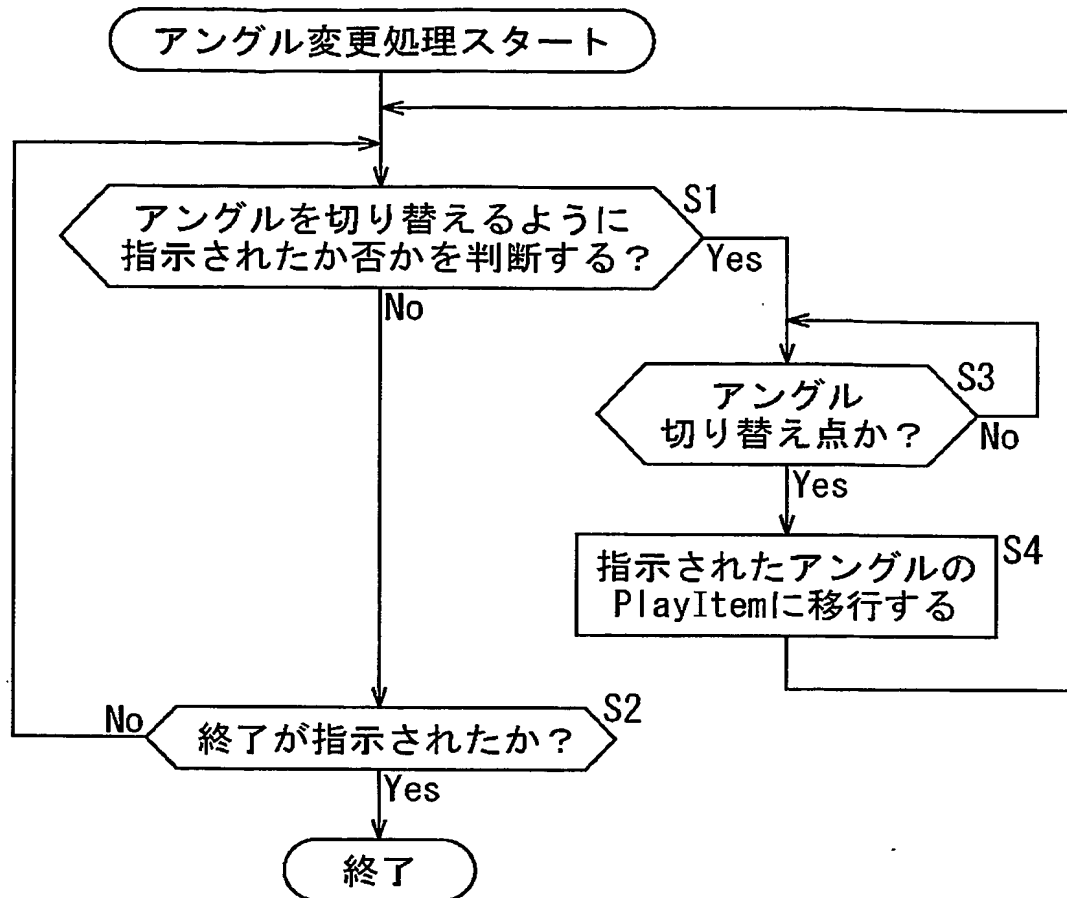 アングル変更処理スタート
アングルを切り替えるように
指示されたか否かを判断する？
S1
Yes
No
アングル
切り替え点か？
S3
No
Yes
指示されたアングルの
PlayItemに移行する
S4
終了が指示されたか？
S2
No
Yes
終了